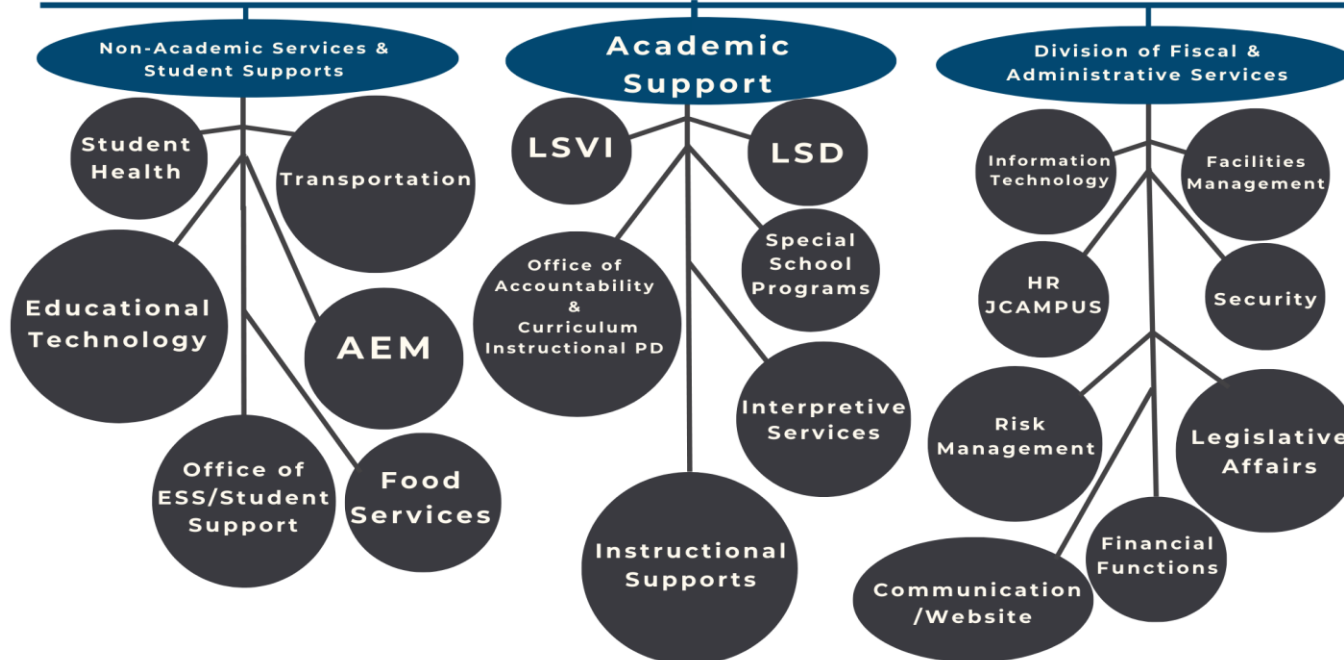 Non-Academic Services &
Student Supports
Student
Health
Transportation
Educational
Technology
AEM
Office of
ESS/Student
Support
Food
Services
Academic
Support
LSVI
LSD
Office of
Accountability
&
Curriculum
Instructional PD
Special
School
Programs
Interpretive
Services
Instructional
Supports
Division of Fiscal &
Administrative Services
Information
Technology
Facilities
Management
HR
JCAMPUS
Security
Risk
Management
Legislative
Affairs
Communication
/Website
Financial
Functions